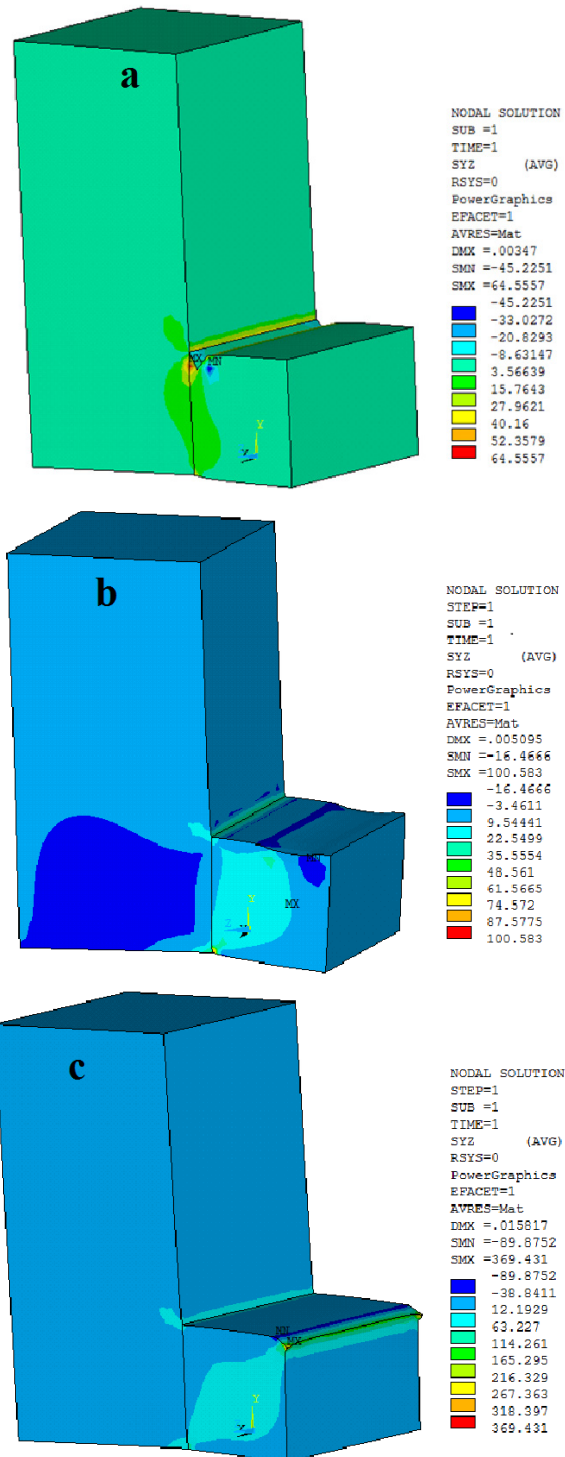 a
NODAL SOLUTION
SUB =1
TIME=1
SYZ (AVG)
RSYS=0
PowerGraphics
EFACET=1
AVRES=Mat
DMX =.00347
SMN =-45.2251
SMX =64.5557
-45.2251
-33.0272
-20.8293
-8.63147
3.56639
15.7643
27.9621
40.16
52.3579
64.5557
MX
MN
Y
b
NODAL SOLUTION
STEP=1
SUB =1
TIME=1
SYZ (AVG)
RSYS=0
PowerGraphics
EFACET=1
AVRES=Mat
DMX =.005095
SMN =-16.4666
SMX =100.583
-16.4666
-3.4611
9.54441
22.5499
35.5554
48.561
61.5665
74.572
87.5775
100.583
MN
MX
Y
Z
c
NODAL SOLUTION
STEP=1
SUB =1
TIME=1
SYZ (AVG)
RSYS=0
PowerGraphics
EFACET=1
AVRES=Mat
DMX =.015817
SMN =-89.8752
SMX =369.431
-89.8752
-38.8411
12.1929
63.227
114.261
165.295
216.329
267.363
318.397
369.431
MN
MX
Y